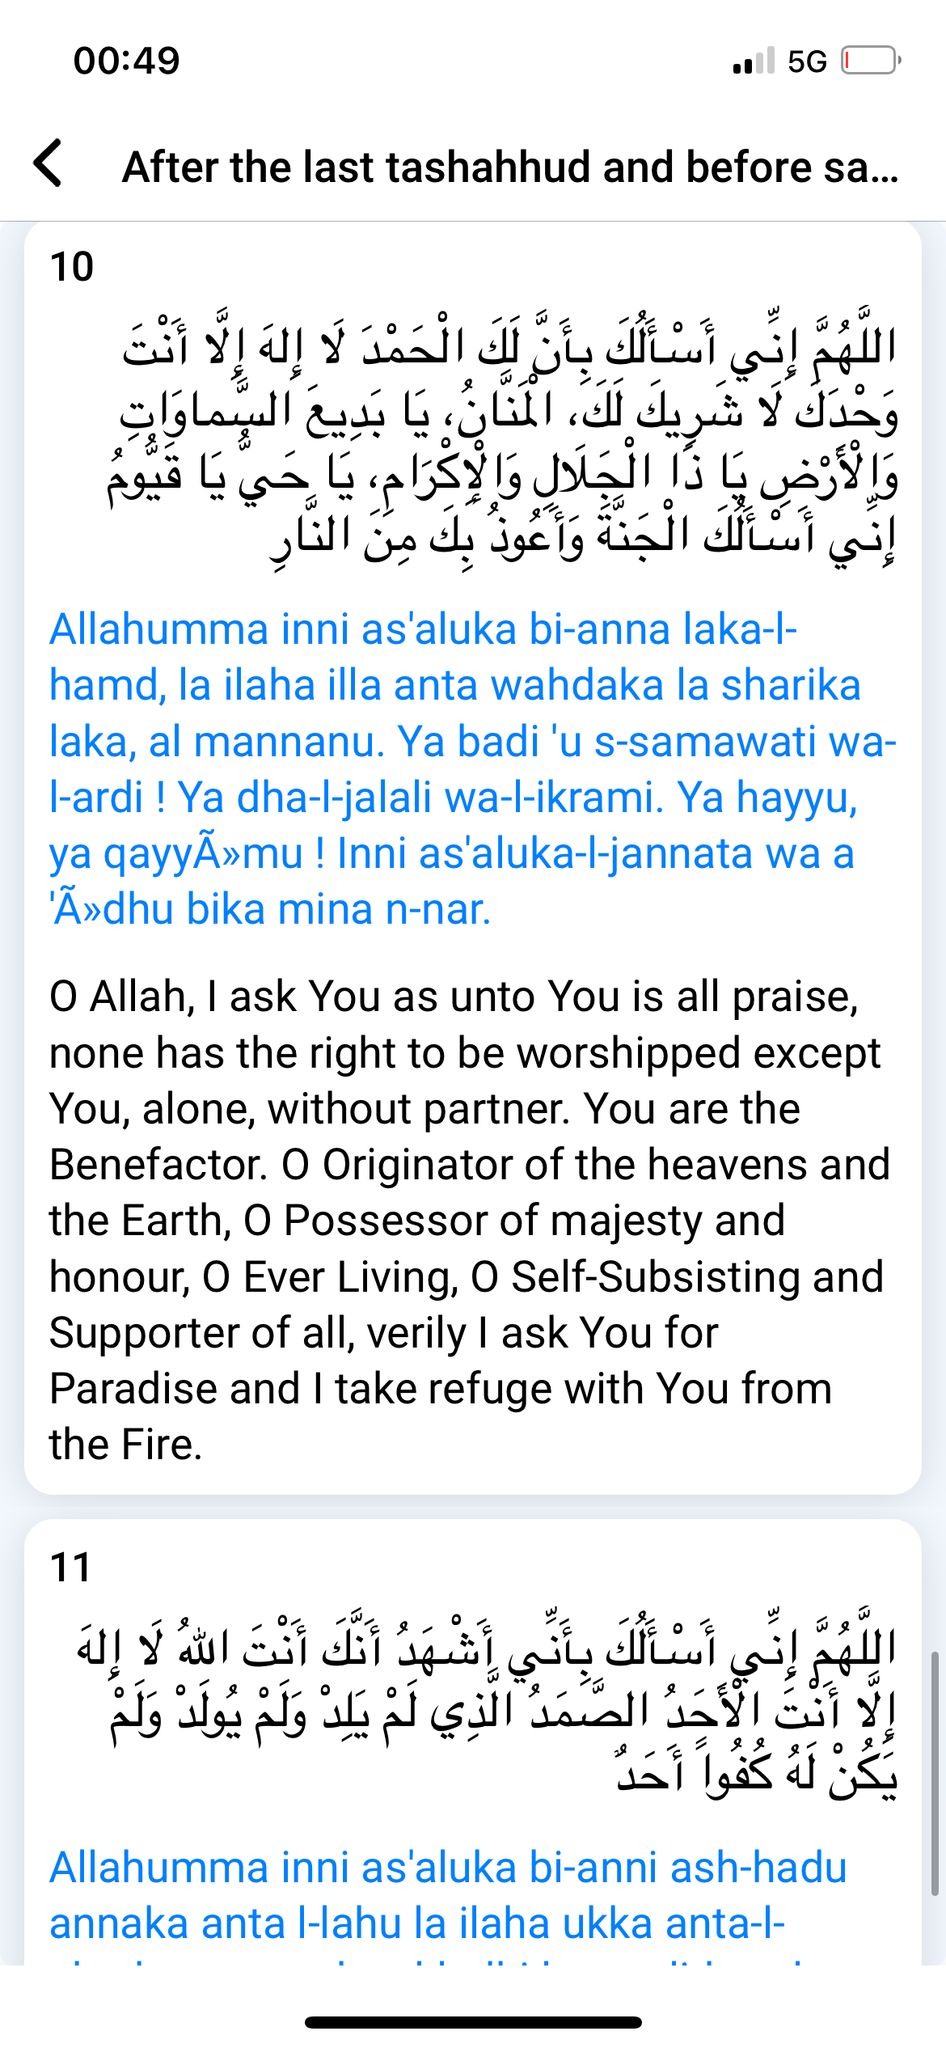 00:49
5G
After the last tashahhud and before sa...
10
اللَّهُمَّ إِنِّي أَسْأَلُكَ بِأَنَّ لَكَ الْحَمْدَ لَا إِلهَ إِلَّا أَنْتَ
وَحْدَكَ لَا شَرِيكَ لَكَ، الْمَنَّانُ، يَا بَدِيعَ السَّماوَاتِ
وَالْأَرْضِ يَا ذَا الْجَلَالِ وَالْإِكْرَامِ، يَا حَيُّ يَا قَيُّومُ
إِنِّي أَسْأَلُكَ الْجَنَّةَ وَأَعُوذُ بِكَ مِنَ النَّارِ
Allahumma inni as'aluka bi-anna laka-l-
hamd, la ilaha illa anta wahdaka la sharika
laka, al mannanu. Ya badi 'u s-samawati wa-
l-ardi ! Ya dha-l-jalali wa-l-ikrami. Ya hayyu,
ya qayyÃ»mu ! Inni as'aluka-l-jannata wa a
'Ã»dhu bika mina n-nar.
O Allah, I ask You as unto You is all praise,
none has the right to be worshipped except
You, alone, without partner. You are the
Benefactor. O Originator of the heavens and
the Earth, O Possessor of majesty and
honour, O Ever Living, O Self-Subsisting and
Supporter of all, verily I ask You for
Paradise and I take refuge with You from
the Fire.
11
اللَّهُمَّ إِنِّي أَسْأَلُكَ بِأَنِّي أَشْهَدُ أَنَّكَ أَنْتَ اللهُ لَا إِلهَ
إِلَّا أَنْتَ الْأَحَدُ الصَّمَدُ الَّذِي لَمْ يَلِدْ وَلَمْ يُولَدْ وَلَمْ
يَكُنْ لَهُ كُفُواً أَحَدٌ
Allahumma inni as'aluka bi-anni ash-hadu
annaka anta l-lahu la ilaha ukka anta-l-